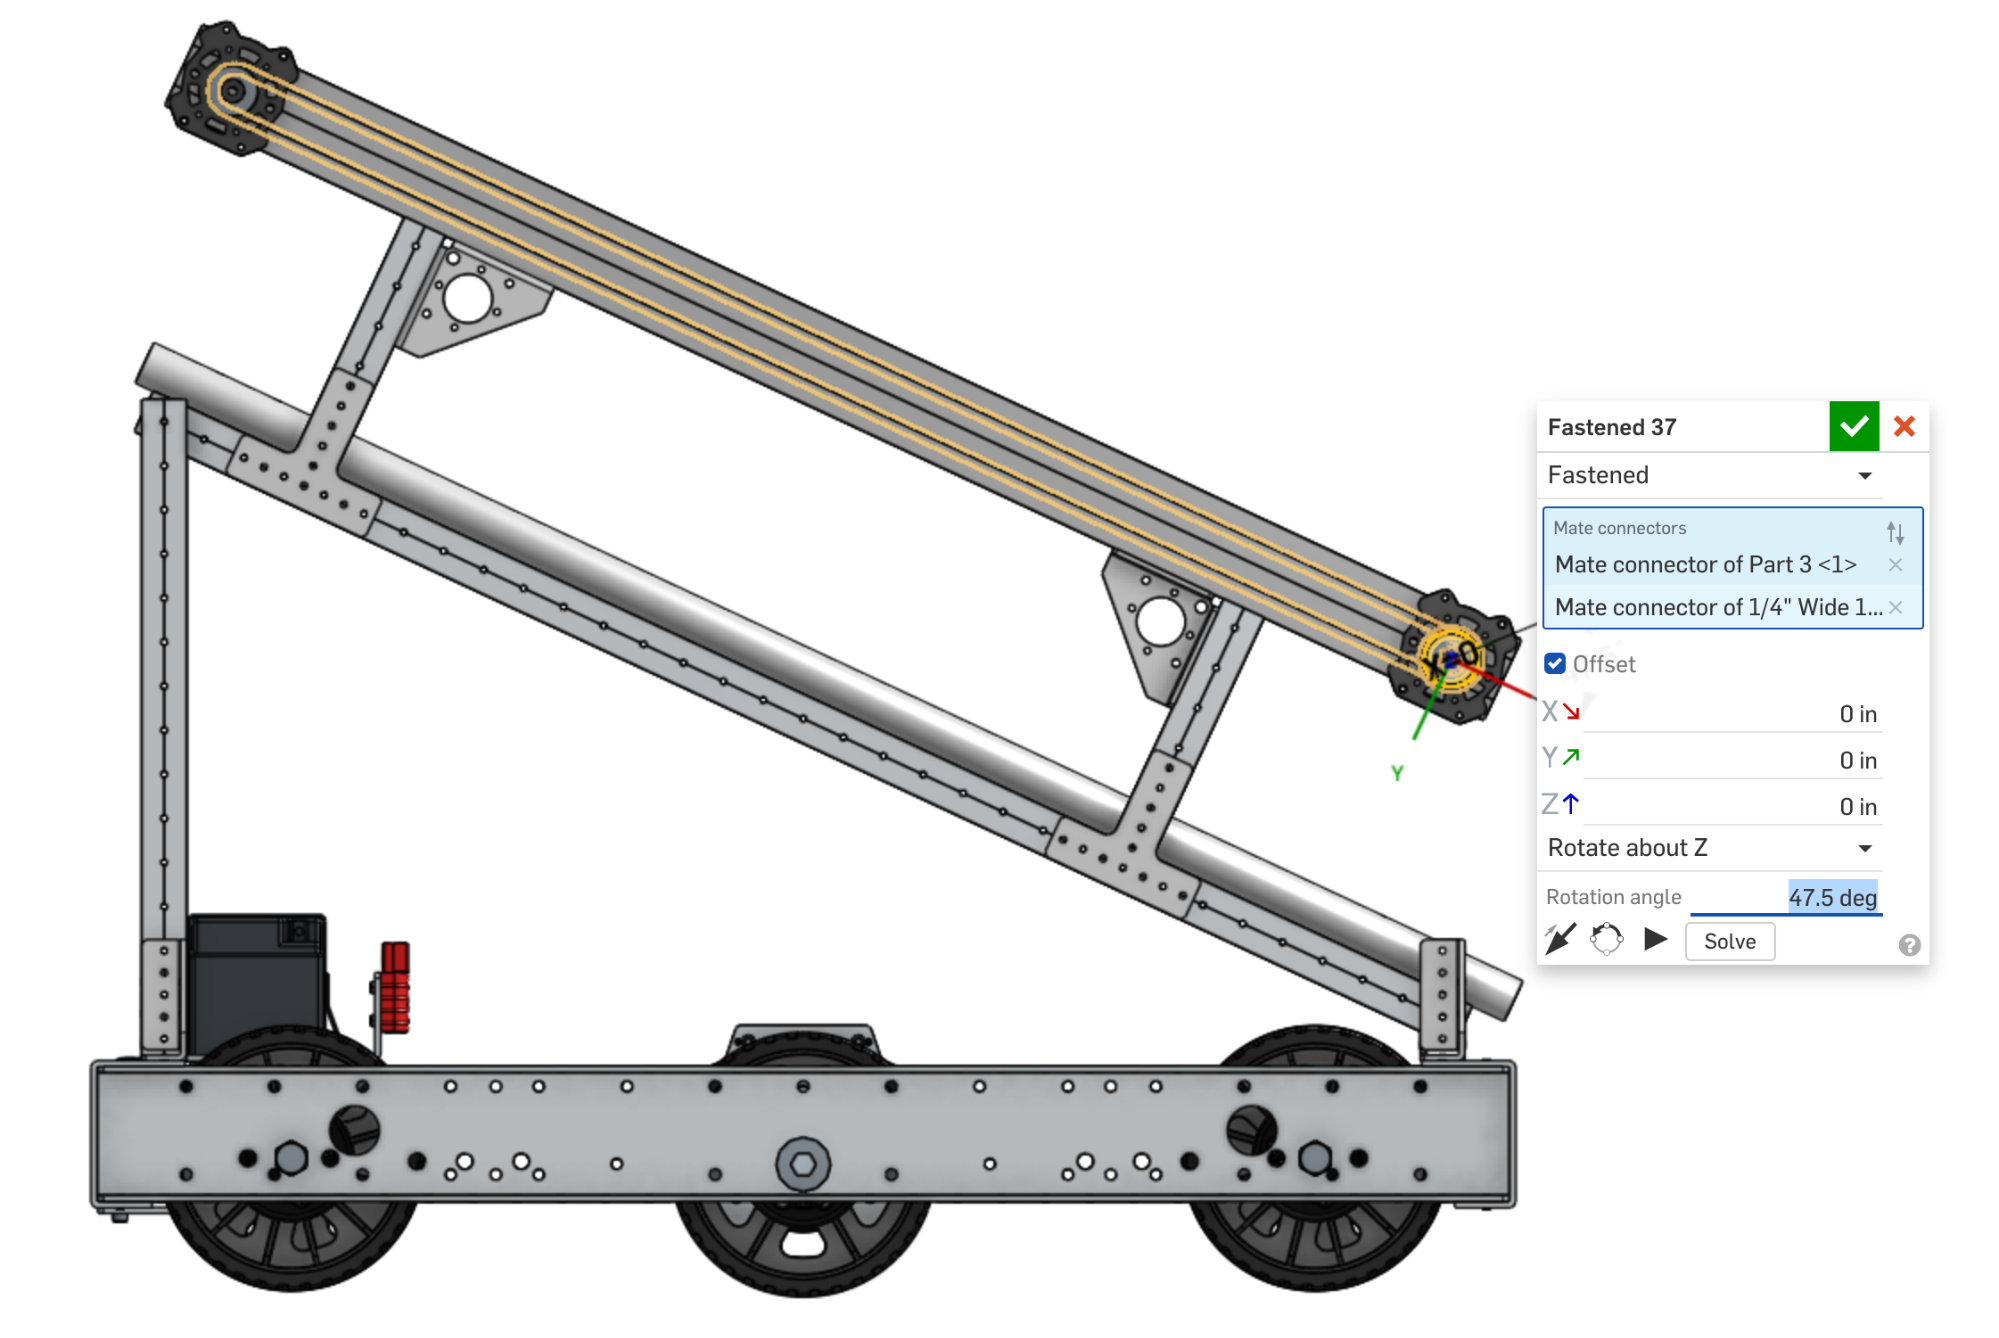 Fastened 37
Fastened
Mate connectors
Mate connector of Part 3 <1>
Mate connector of 1/4" Wide 1...
Offset
X 0 in
Y 0 in
Z 0 in
Rotate about Z
Rotation angle 47.5 deg
Solve
Y